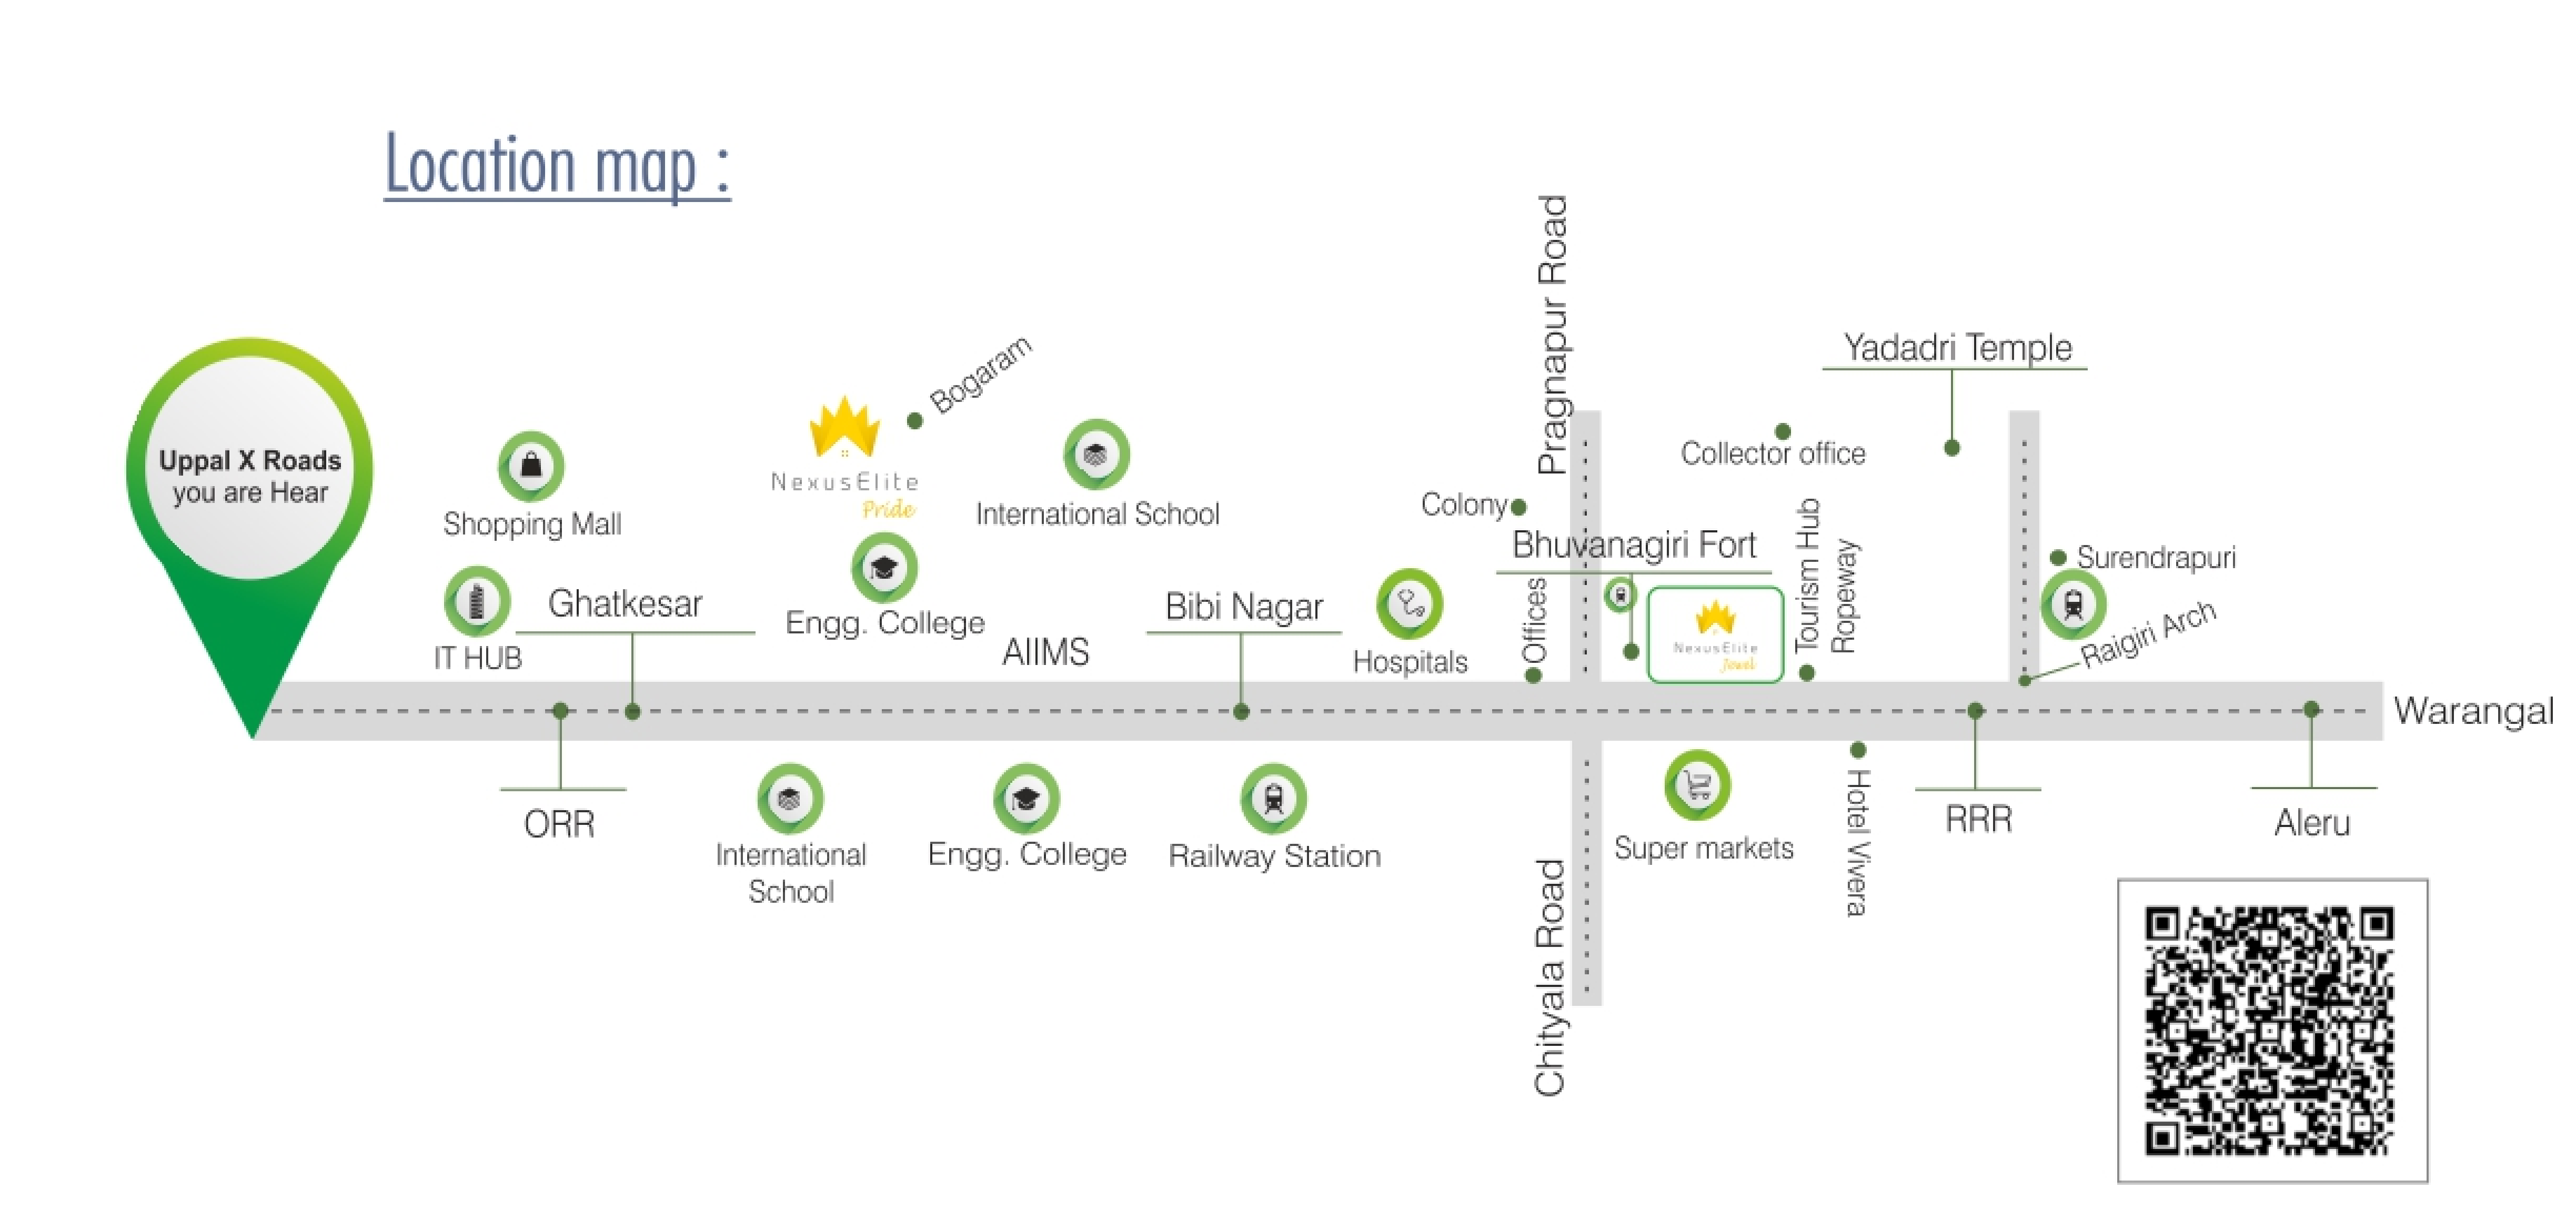 Location map :
Pragnapur Road
Yadadri Temple
Bogaram
Collector office
Uppal X Roads
you are Hear
NexusElite
Pride
Shopping Mall
International School
Colony
Bhuvanagiri Fort
Tourism Hub
Ropeway
Surendrapuri
Raigiri Arch
IT HUB
Ghatkesar
Engg. College
AIIMS
Bibi Nagar
Hospitals
Offices
NexusElite
Jewel
Warangal
ORR
International
School
Engg. College
Railway Station
Chityala Road
Super markets
Hotel Vivera
RRR
Aleru